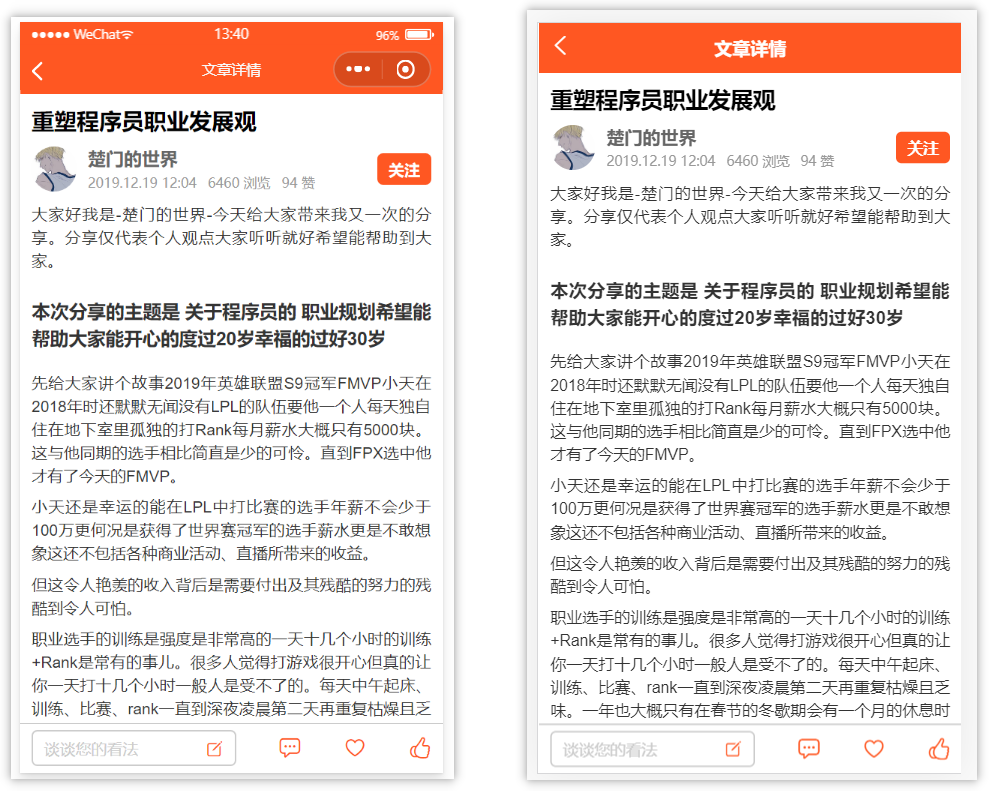 WeChat
13:40
96%
文章详情
重塑程序员职业发展观
楚门的世界
2019.12.19 12:04 6460 浏览 94 赞
关注
大家好我是-楚门的世界-今天给大家带来我又一次的分
享。分享仅代表个人观点大家听听就好希望能帮助到大
家。
本次分享的主题是 关于程序员的 职业规划希望能
帮助大家能开心的度过20岁幸福的过好30岁
先给大家讲个故事2019年英雄联盟S9冠军FMVP小天在
2018年时还默默无闻没有LPL的队伍要他一个人每天独自
住在地下室里孤独的打Rank每月薪水大概只有5000块。
这与他同期的选手相比简直是少的可怜。直到FPX选中他
才有了今天的FMVP。
小天还是幸运的能在LPL中打比赛的选手年薪不会少于
100万更何况是获得了世界赛冠军的选手薪水更是不敢想
象这还不包括各种商业活动、直播所带来的收益。
但这令人艳羡的收入背后是需要付出及其残酷的努力的残
酷到令人可怕。
职业选手的训练是强度是非常高的一天十几个小时的训练
+Rank是常有的事儿。很多人觉得打游戏很开心但真的让
你一天打十几个小时一般人是受不了的。每天中午起床、
训练、比赛、rank一直到深夜凌晨第二天再重复枯燥且乏
谈谈您的看法
文章详情
重塑程序员职业发展观
楚门的世界
2019.12.19 12:04 6460 浏览 94 赞
关注
大家好我是-楚门的世界-今天给大家带来我又一次的分
享。分享仅代表个人观点大家听听就好希望能帮助到大
家。
本次分享的主题是 关于程序员的 职业规划希望能
帮助大家能开心的度过20岁幸福的过好30岁
先给大家讲个故事2019年英雄联盟S9冠军FMVP小天在
2018年时还默默无闻没有LPL的队伍要他一个人每天独自
住在地下室里孤独的打Rank每月薪水大概只有5000块。
这与他同期的选手相比简直是少的可怜。直到FPX选中他
才有了今天的FMVP。
小天还是幸运的能在LPL中打比赛的选手年薪不会少于
100万更何况是获得了世界赛冠军的选手薪水更是不敢想
象这还不包括各种商业活动、直播所带来的收益。
但这令人艳羡的收入背后是需要付出及其残酷的努力的残
酷到令人可怕。
职业选手的训练是强度是非常高的一天十几个小时的训练
+Rank是常有的事儿。很多人觉得打游戏很开心但真的让
你一天打十几个小时一般人是受不了的。每天中午起床、
训练、比赛、rank一直到深夜凌晨第二天再重复枯燥且乏
味。一年也大概只有在春节的冬歇期会有一个月的休息时
谈谈您的看法